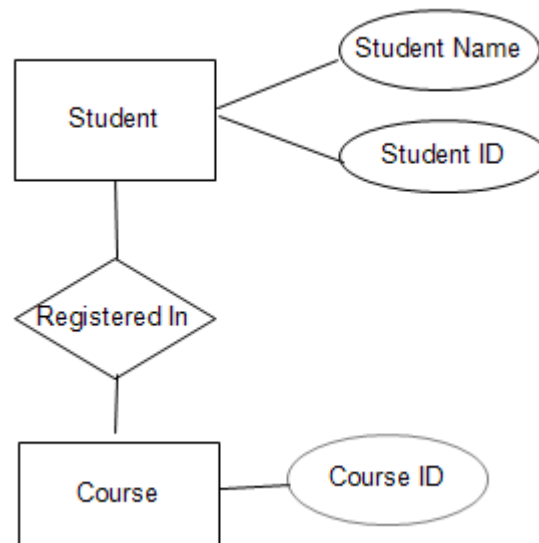 Student Name
Student
Student ID
Registered In
Course ID
Course